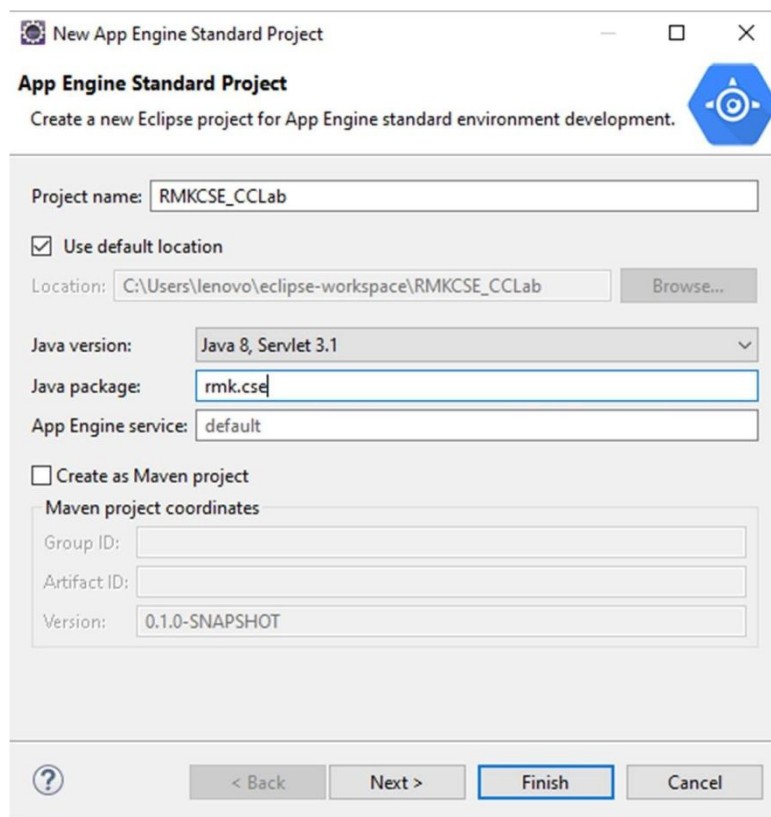 New App Engine Standard Project
App Engine Standard Project
Create a new Eclipse project for App Engine standard environment development.
Project name: RMKCSE_CCLab
Use default location
Location: C:\Users\lenovo\eclipse-workspace\RMKCSE_CCLab Browse...
Java version: Java 8, Servlet 3.1
Java package: rmk.cse
App Engine service: default
Create as Maven project
Maven project coordinates
Group ID:
Artifact ID:
Version: 0.1.0-SNAPSHOT
? < Back Next > Finish Cancel